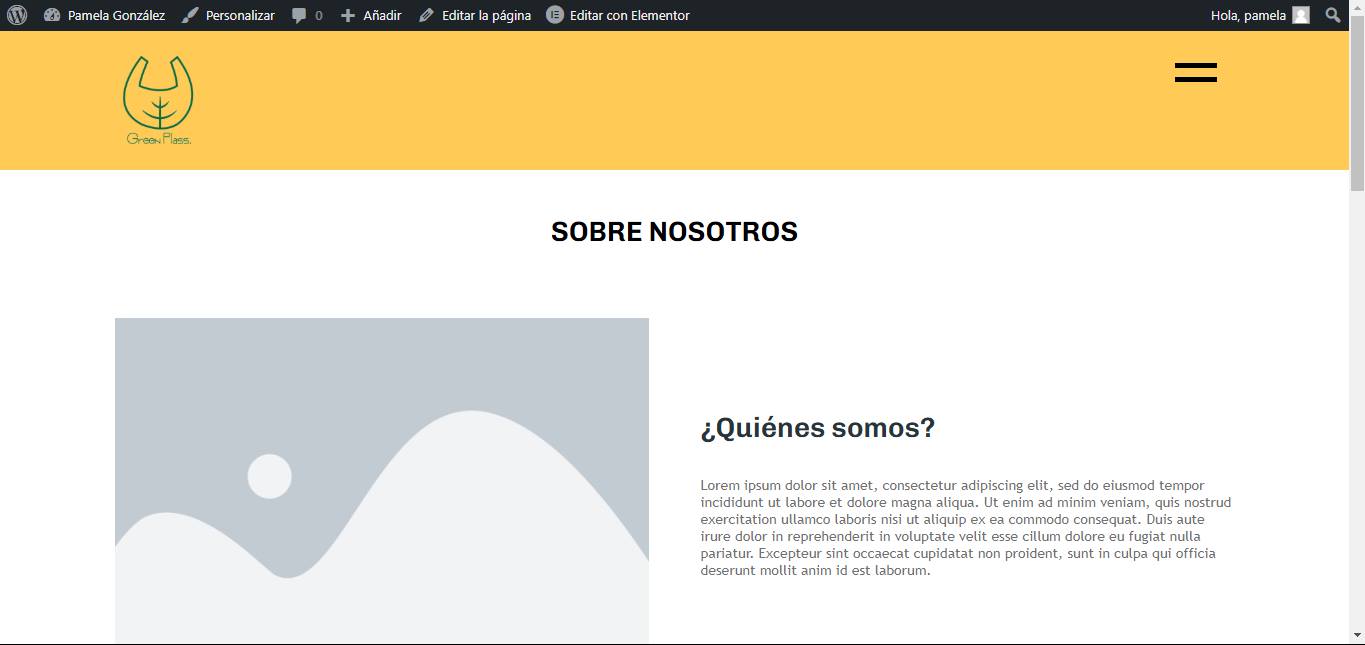 Pamela González Personalizar 0 Añadir Editar la página Editar con Elementor Hola, pamela
Green Plass.
SOBRE NOSOTROS
¿Quiénes somos?
Lorem ipsum dolor sit amet, consectetur adipiscing elit, sed do eiusmod tempor
incididunt ut labore et dolore magna aliqua. Ut enim ad minim veniam, quis nostrud
exercitation ullamco laboris nisi ut aliquip ex ea commodo consequat. Duis aute
irure dolor in reprehenderit in voluptate velit esse cillum dolore eu fugiat nulla
pariatur. Excepteur sint occaecat cupidatat non proident, sunt in culpa qui officia
deserunt mollit anim id est laborum.